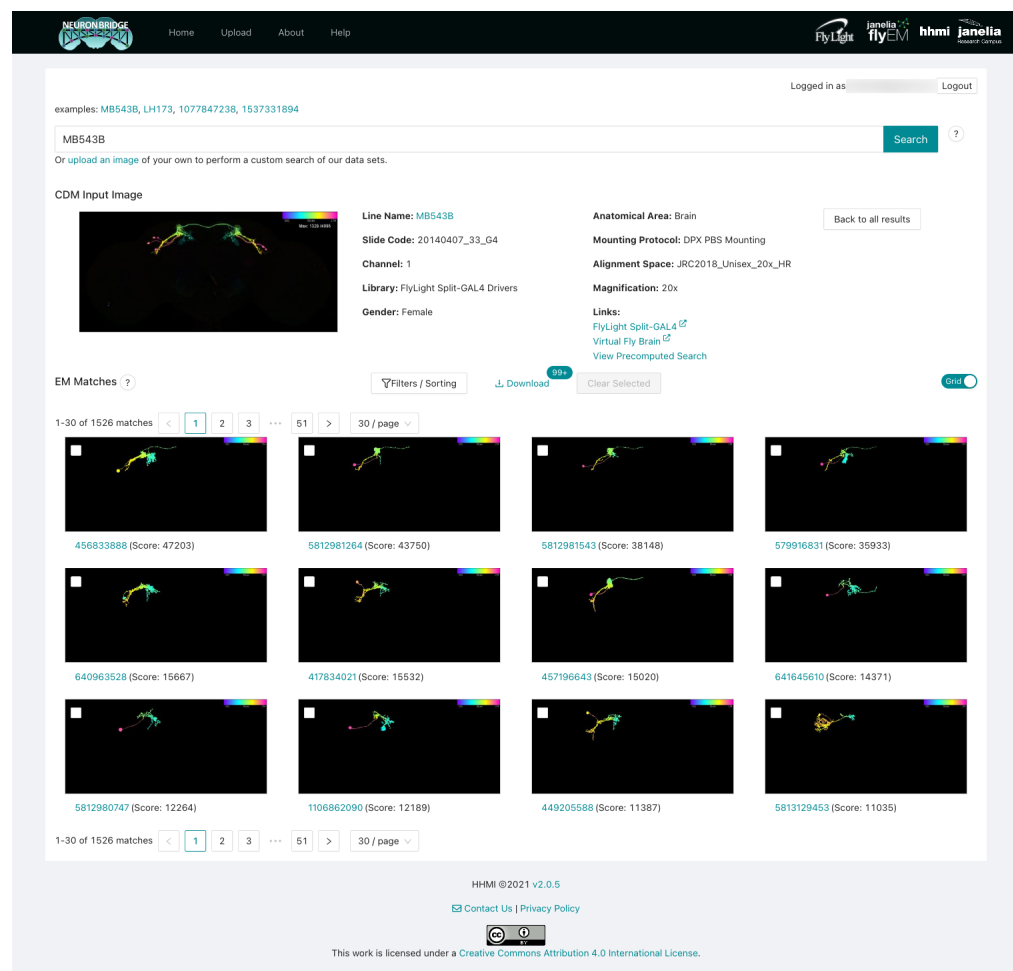 NEURONBRIDGE
Home Upload About Help
FlyLight janelia flyEM hhmi janelia Research Campus
Logged in as Logout
examples: MB543B, LH173, 1077847238, 1537331894
MB543B Search ?
Or upload an image of your own to perform a custom search of our data sets.
CDM Input Image
Line Name: MB543B Anatomical Area: Brain Back to all results
Slide Code: 20140407_33_G4 Mounting Protocol: DPX PBS Mounting
Channel: 1 Alignment Space: JRC2018_Unisex_20x_HR
Library: FlyLight Split-GAL4 Drivers Magnification: 20x
Gender: Female Links:
FlyLight Split-GAL4
Virtual Fly Brain
View Precomputed Search
EM Matches ? Filters / Sorting Download 99+ Clear Selected Grid
1-30 of 1526 matches < 1 2 3 ••• 51 > 30 / page
456833888 (Score: 47203) 5812981264 (Score: 43750) 5812981543 (Score: 38148) 579916831 (Score: 35933)
640963528 (Score: 15667) 417834021 (Score: 15532) 457196643 (Score: 15020) 641645610 (Score: 14371)
5812980747 (Score: 12264) 1106862090 (Score: 12189) 449205588 (Score: 11387) 5813129453 (Score: 11035)
1-30 of 1526 matches < 1 2 3 ••• 51 > 30 / page
HHMI ©2021 v2.0.5
Contact Us | Privacy Policy
cc BY
This work is licensed under a Creative Commons Attribution 4.0 International License.